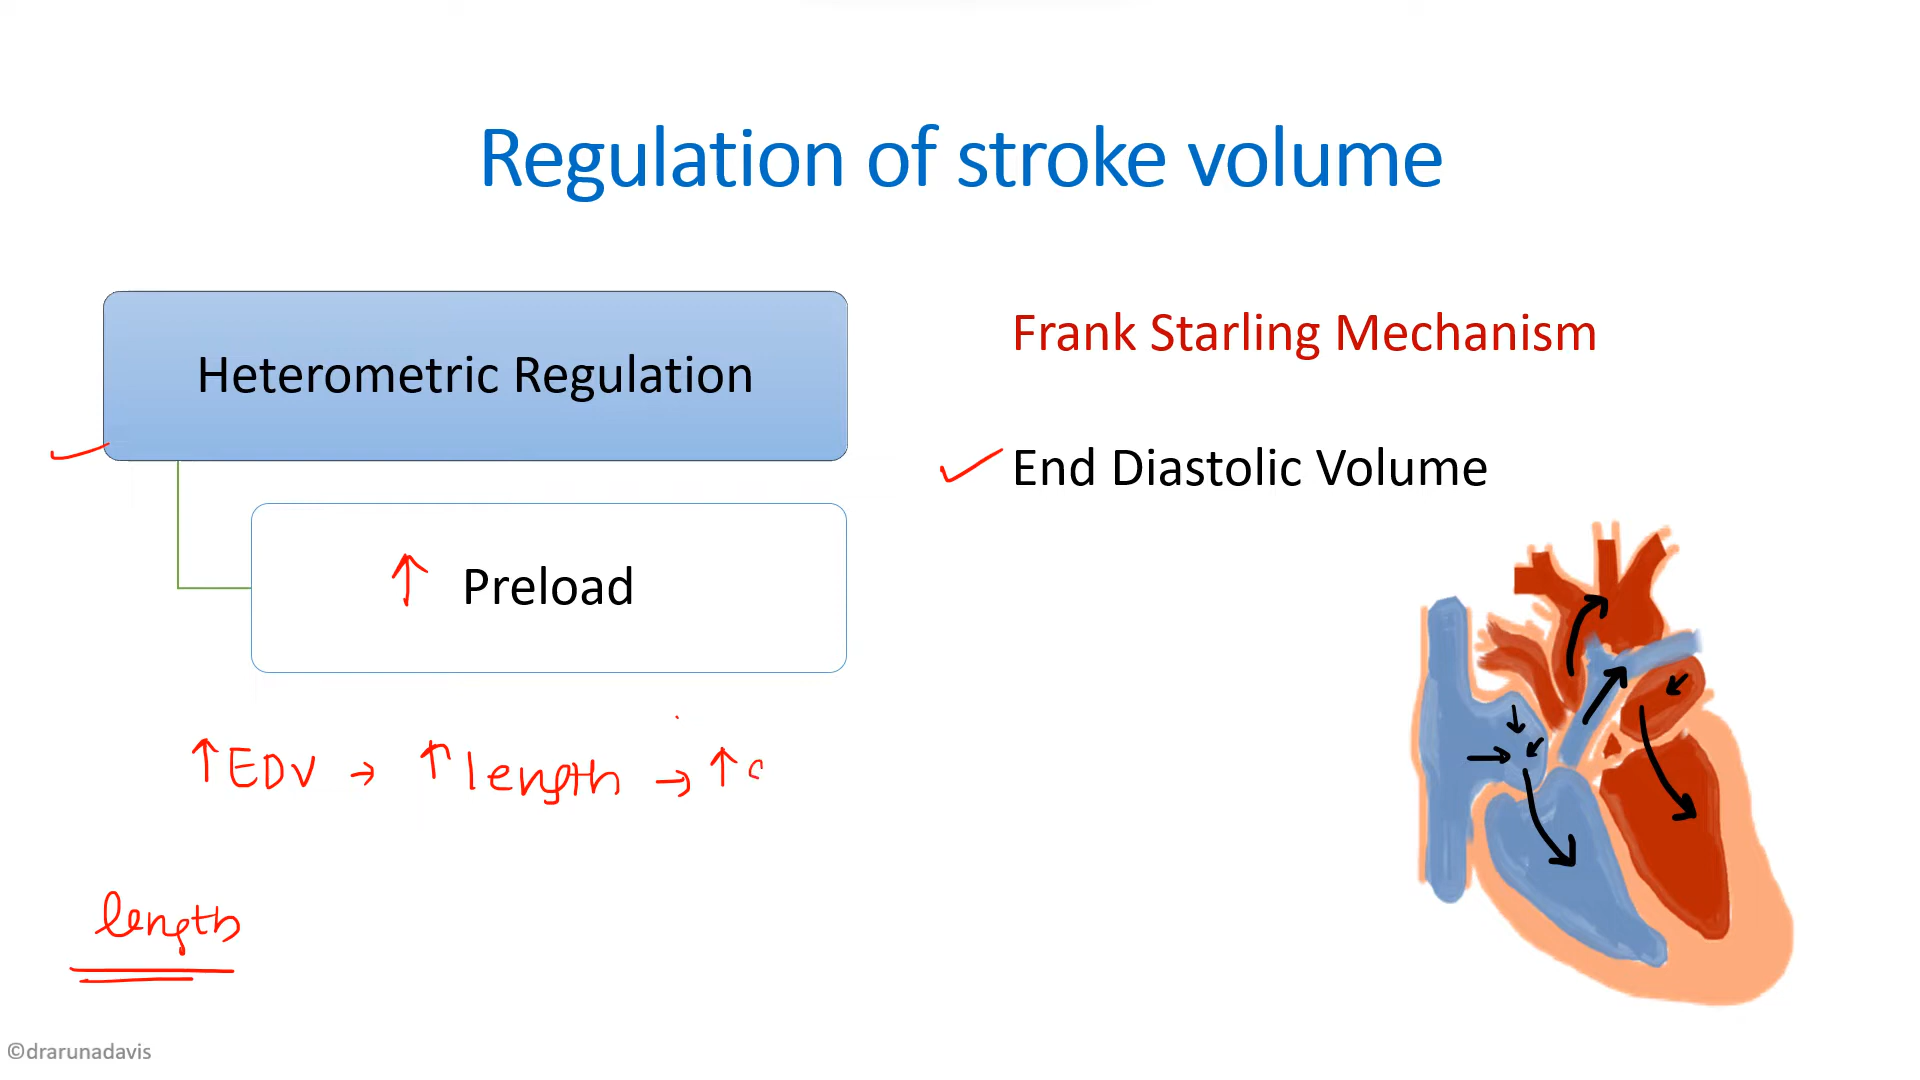 Regulation of stroke volume
Heterometric Regulation
Frank Starling Mechanism
End Diastolic Volume
↑ Preload
↑EDV → ↑length → ↑
length
©drarunadavis